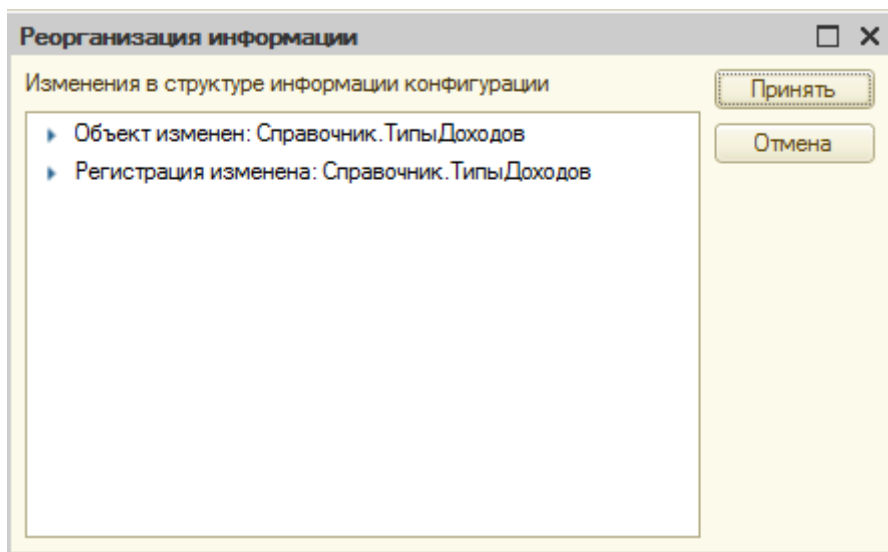 Реорганизация информации
Изменения в структуре информации конфигурации
Принять
Объект изменен: Справочник.ТипыДоходов
Отмена
Регистрация изменена: Справочник.ТипыДоходов